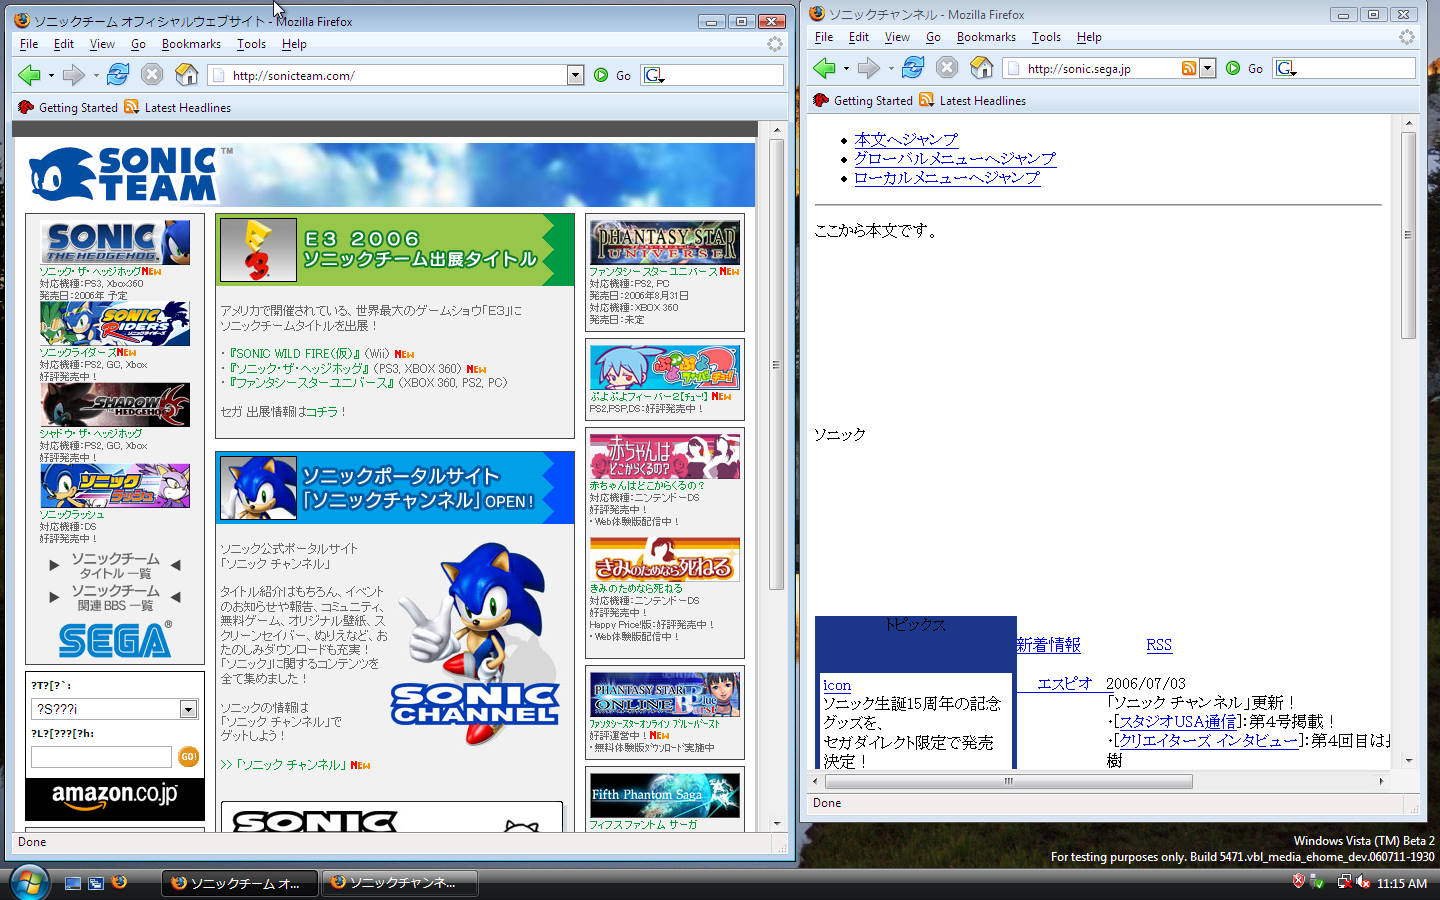 ソニックチーム オフィシャルウェブサイト - Mozilla Firefox
File Edit View Go Bookmarks Tools Help
http://sonicteam.com/ Go
Getting Started Latest Headlines
SONIC TEAM TM
SONIC
THE HEDGEHOG
ソニック・ザ・ヘッジホッグNEW
対応機種：PS3, Xbox360
発売日：2006年 予定
SONIC RIDERS
ソニックライダーズ
ソニックライダーズNEW
対応機種：PS2, GC, Xbox
好評発売中！
SHADOW
THE HEDGEHOG
シャドウ・ザ・ヘッジホッグ
対応機種：PS2, GC, Xbox
好評発売中！
ソニックラッシュ
ソニックラッシュ
対応機種：DS
好評発売中！
ソニックチーム
タイトル一覧
ソニックチーム
関連BBS一覧
SEGA®
?T?[?`:
?S???i
?L?[???[?h:
GO!
amazon.co.jp
E3 2006
ソニックチーム出展タイトル
アメリカで開催されている、世界最大のゲームショウ「E3」に
ソニックチームタイトルを出展！
・『SONIC WILD FIRE(仮)』 (Wii) NEW
・『ソニック・ザ・ヘッジホッグ』 (PS3, XBOX 360) NEW
・『ファンタシースターユニバース』 (XBOX 360, PS2, PC)
セガ 出展情報はコチラ！
ソニックポータルサイト
「ソニックチャンネル」OPEN!
ソニック公式ポータルサイト
「ソニック チャンネル」
タイトル紹介はもちろん、イベント
のお知らせや報告、コミュニティ、
無料ゲーム、オリジナル壁紙、ス
クリーンセイバー、ぬりえなど、お
たのしみダウンロードも充実！
「ソニック」に関するコンテンツを
全て集めました！
ソニックの情報は
「ソニック チャンネル」で
ゲットしよう！
>> 「ソニック チャンネル」 NEW
SONIC
CHANNEL
SONIC
PHANTASY STAR
UNIVERSE
ファンタシースターユニバース NEW
対応機種：PS2, PC
発売日：2006年8月31日
対応機種：XBOX 360
発売日：未定
ぷよぷよフィーバー2【チュー!】 NEW
PS2,PSP,DS：好評発売中！
赤ちゃんは
どこからくるの？
赤ちゃんはどこからくるの？
対応機種：ニンテンドーDS
好評発売中！
・Web体験版配信中！
きみのためなら死ねる
きみのためなら死ねる
対応機種：ニンテンドーDS
好評発売中！
Happy Price!版：好評発売中！
・Web体験版配信中！
PHANTASY STAR
ONLINE Blue Burst
ファンタシースターオンライン ブルーバースト
好評運営中！NEW
・無料体験版ダウンロード実施中
Fifth Phantom Saga
フィフスファントム サーガ
Done
ソニックチャンネル - Mozilla Firefox
File Edit View Go Bookmarks Tools Help
http://sonic.sega.jp Go
Getting Started Latest Headlines
本文へジャンプ
グローバルメニューへジャンプ
ローカルメニューへジャンプ
ここから本文です。
ソニック
トピックス
新着情報 RSS
icon
ソニック生誕15周年の記念
グッズを、
セガダイレクト限定で発売
決定！
エスピオ 2006/07/03
「ソニック チャンネル」更新！
・[スタジオUSA通信]：第4号掲載！
・[クリエイターズ インタビュー]：第4回目は
樹
Done
Windows Vista (TM) Beta 2
For testing purposes only. Build 5471.vbl_media_ehome_dev.060711-1930
ソニックチーム オ...
ソニックチャンネ...
11:15 AM